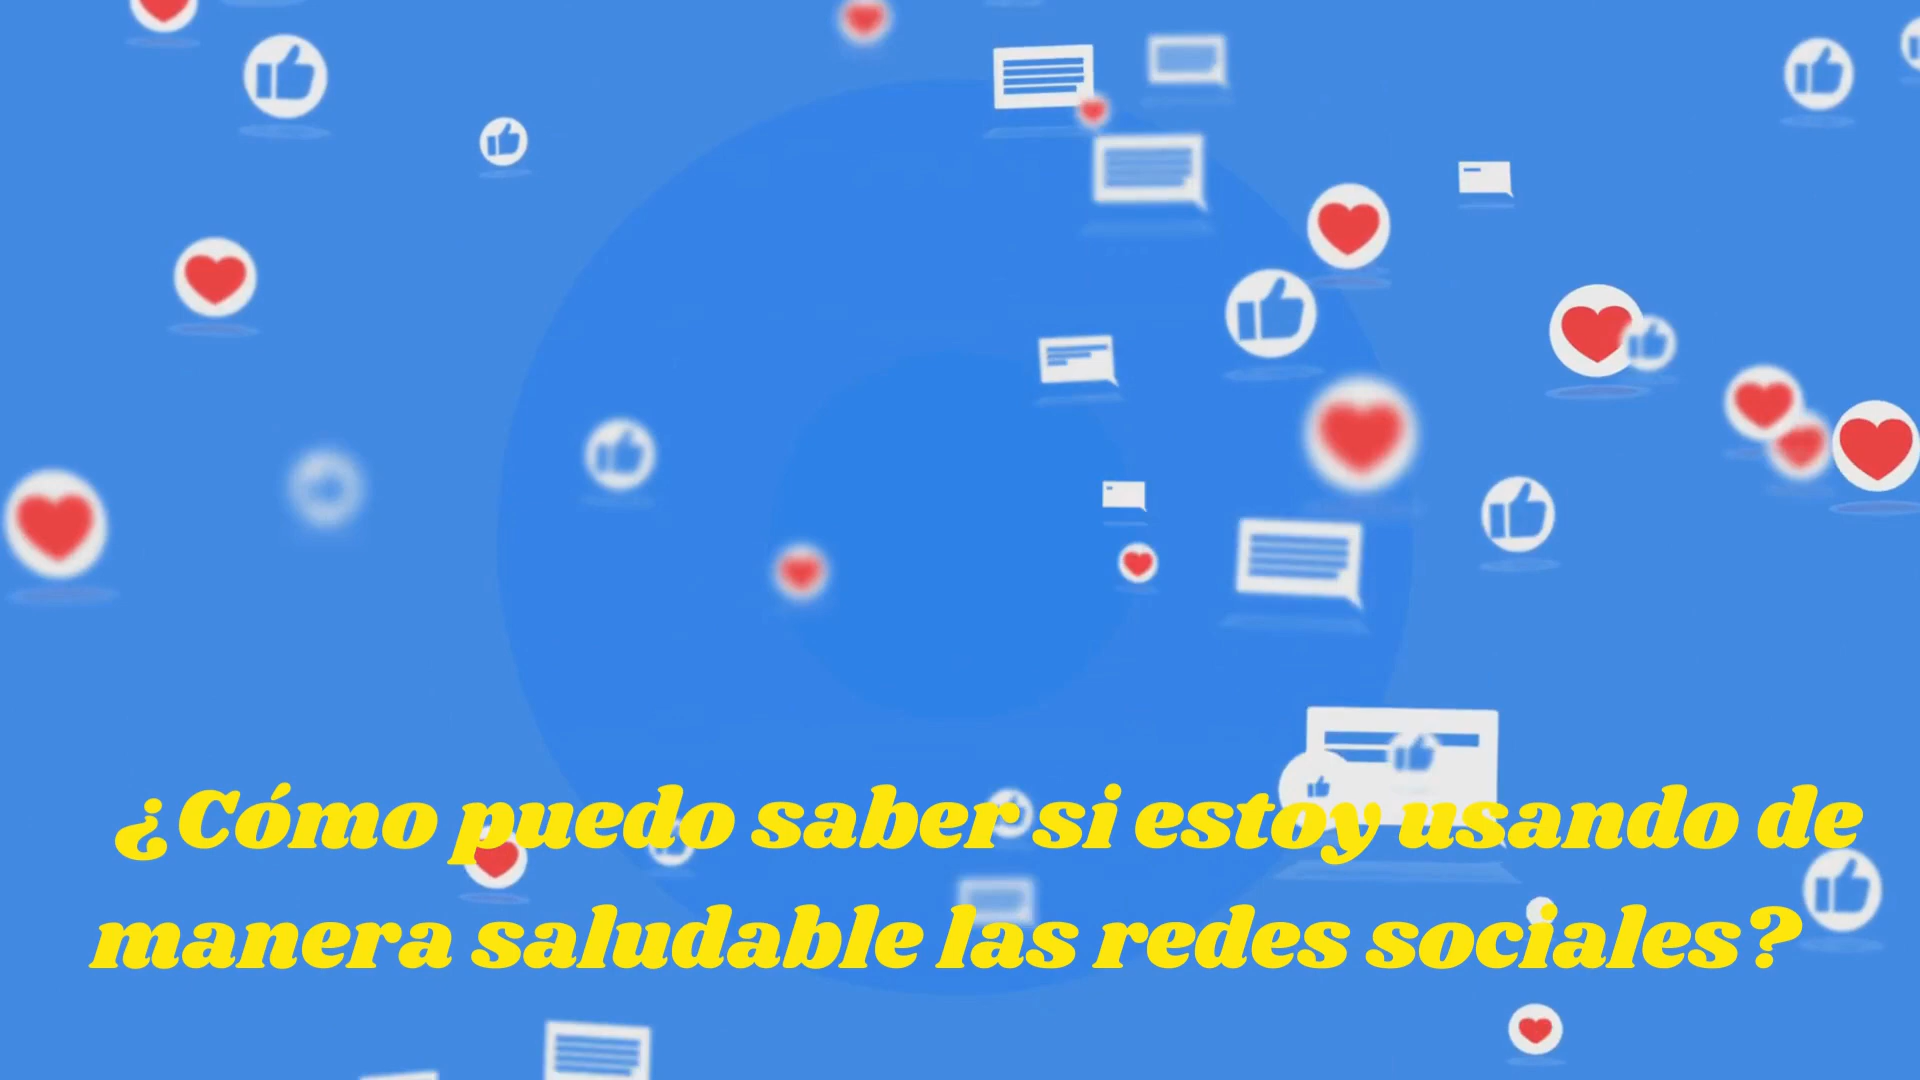 ¿Cómo puedo saber si estoy usando de
manera saludable las redes sociales?